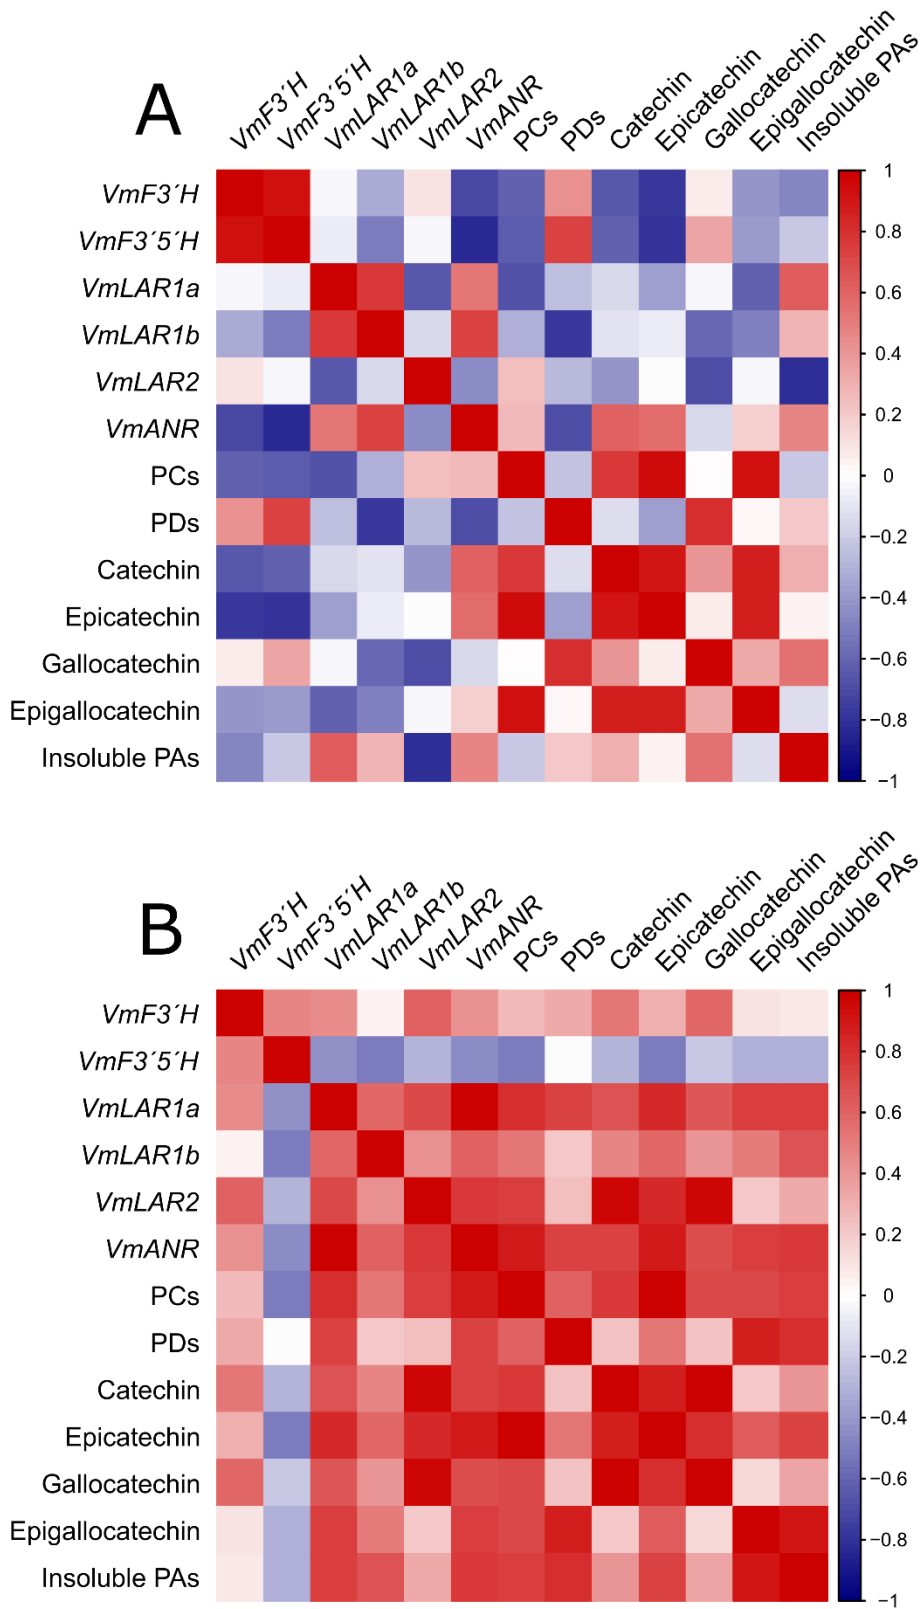 A
VmF3´H
VmF3´5´H
VmLAR1a
VmLAR1b
VmLAR2
VmANR
PCs
PDs
Catechin
Epicatechin
Gallocatechin
Epigallocatechin
Insoluble PAs
VmF3´H
VmF3´5´H
VmLAR1a
VmLAR1b
VmLAR2
VmANR
PCs
PDs
Catechin
Epicatechin
Gallocatechin
Epigallocatechin
Insoluble PAs
1
0.8
0.6
0.4
0.2
0
−0.2
−0.4
−0.6
−0.8
−1
B
VmF3´H
VmF3´5´H
VmLAR1a
VmLAR1b
VmLAR2
VmANR
PCs
PDs
Catechin
Epicatechin
Gallocatechin
Epigallocatechin
Insoluble PAs
VmF3´H
VmF3´5´H
VmLAR1a
VmLAR1b
VmLAR2
VmANR
PCs
PDs
Catechin
Epicatechin
Gallocatechin
Epigallocatechin
Insoluble PAs
1
0.8
0.6
0.4
0.2
0
−0.2
−0.4
−0.6
−0.8
−1